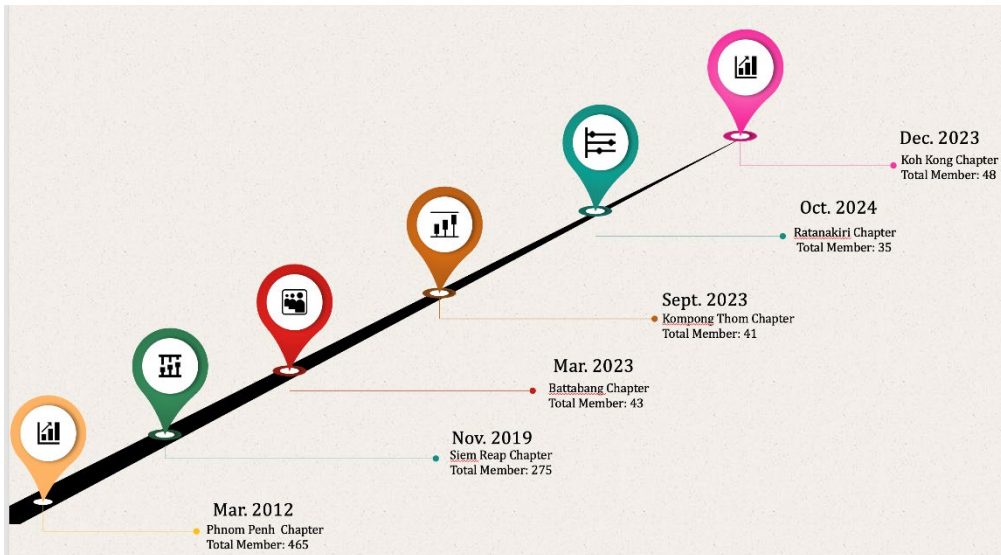 Dec. 2023
Koh Kong Chapter
Total Member: 48
Oct. 2024
Ratanakiri Chapter
Total Member: 35
Sept. 2023
Kompong Thom Chapter
Total Member: 41
Mar. 2023
Battabang Chapter
Total Member: 43
Nov. 2019
Siem Reap Chapter
Total Member: 275
Mar. 2012
Phnom Penh Chapter
Total Member: 465